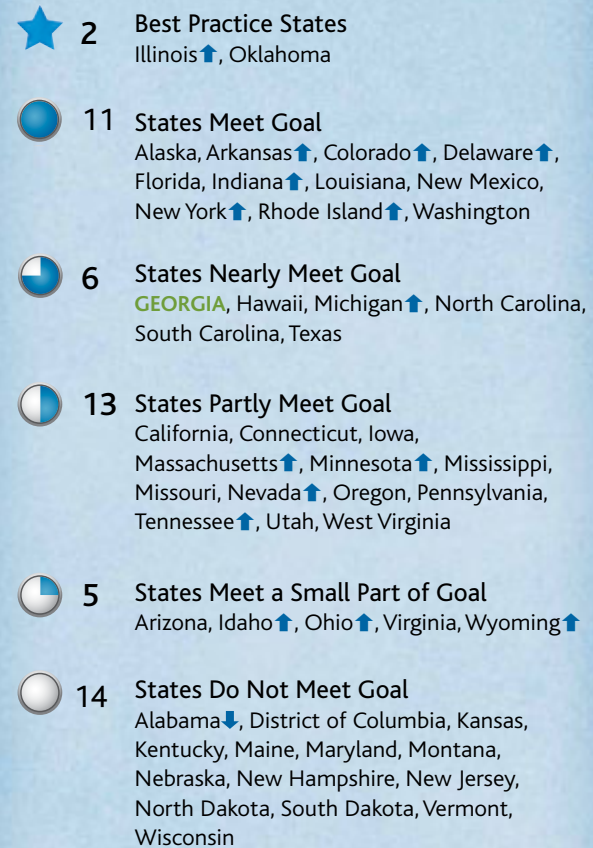 2 Best Practice States
Illinois⬆, Oklahoma
11 States Meet Goal
Alaska, Arkansas⬆, Colorado⬆, Delaware⬆,
Florida, Indiana⬆, Louisiana, New Mexico,
New York⬆, Rhode Island⬆, Washington
6 States Nearly Meet Goal
GEORGIA, Hawaii, Michigan⬆, North Carolina,
South Carolina, Texas
13 States Partly Meet Goal
California, Connecticut, Iowa,
Massachusetts⬆, Minnesota⬆, Mississippi,
Missouri, Nevada⬆, Oregon, Pennsylvania,
Tennessee⬆, Utah, West Virginia
5 States Meet a Small Part of Goal
Arizona, Idaho⬆, Ohio⬆, Virginia, Wyoming⬆
14 States Do Not Meet Goal
Alabama⬇, District of Columbia, Kansas,
Kentucky, Maine, Maryland, Montana,
Nebraska, New Hampshire, New Jersey,
North Dakota, South Dakota, Vermont,
Wisconsin